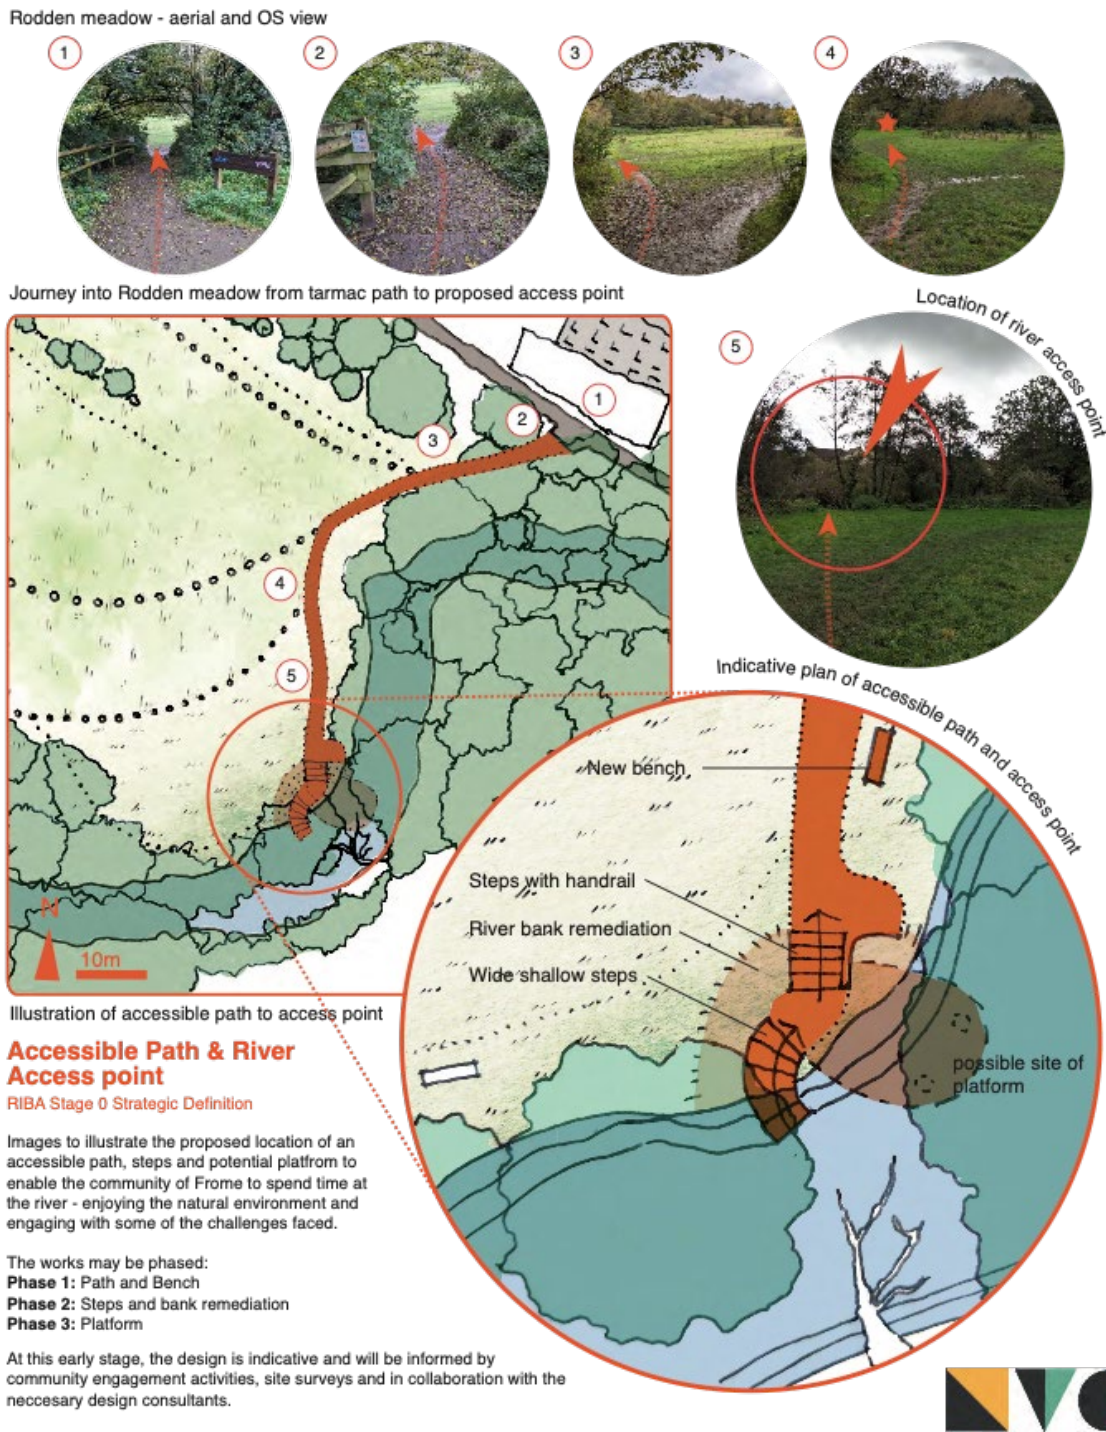 Rodden meadow - aerial and OS view
1
2
3
4
Journey into Rodden meadow from tarmac path to proposed access point
Location of river access point
5
1
2
3
4
5
N
10m
Indicative plan of accessible path and access point
New bench
Steps with handrail
River bank remediation
Wide shallow steps
possible site of
platform
Illustration of accessible path to access point
Accessible Path & River
Access point
RIBA Stage 0 Strategic Definition
Images to illustrate the proposed location of an
accessible path, steps and potential platfrom to
enable the community of Frome to spend time at
the river - enjoying the natural environment and
engaging with some of the challenges faced.
The works may be phased:
Phase 1: Path and Bench
Phase 2: Steps and bank remediation
Phase 3: Platform
At this early stage, the design is indicative and will be informed by
community engagement activities, site surveys and in collaboration with the
neccesary design consultants.